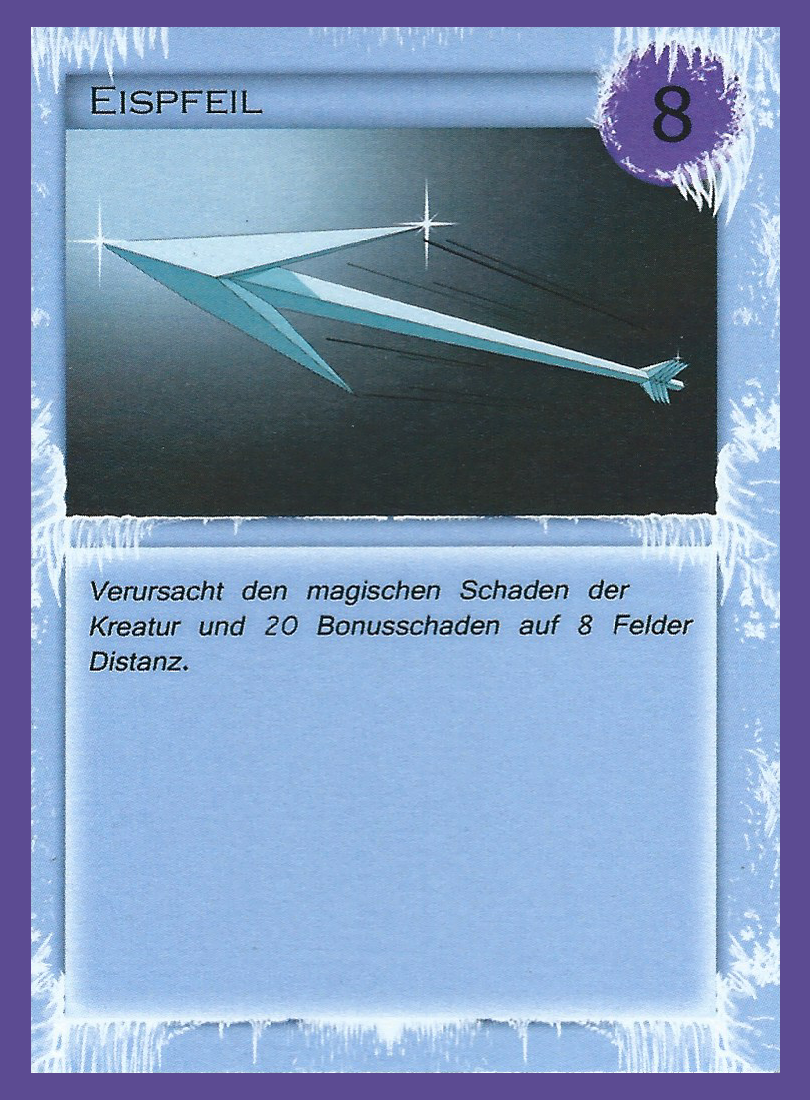 Eispfeil
8
Verursacht den magischen Schaden der
Kreatur und 20 Bonusschaden auf 8 Felder
Distanz.